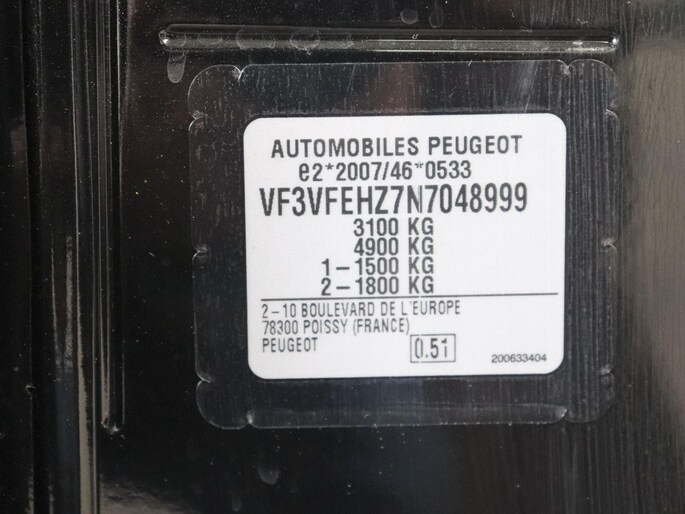 AUTOMOBILES PEUGEOT
e2*2007/46*0533
VF3VFEHZ7N7048999
3100 KG
4900 KG
1-1500 KG
2-1800 KG
2-10 BOULEVARD DE L'EUROPE
78300 POISSY (FRANCE)
PEUGEOT 0.51
200633404